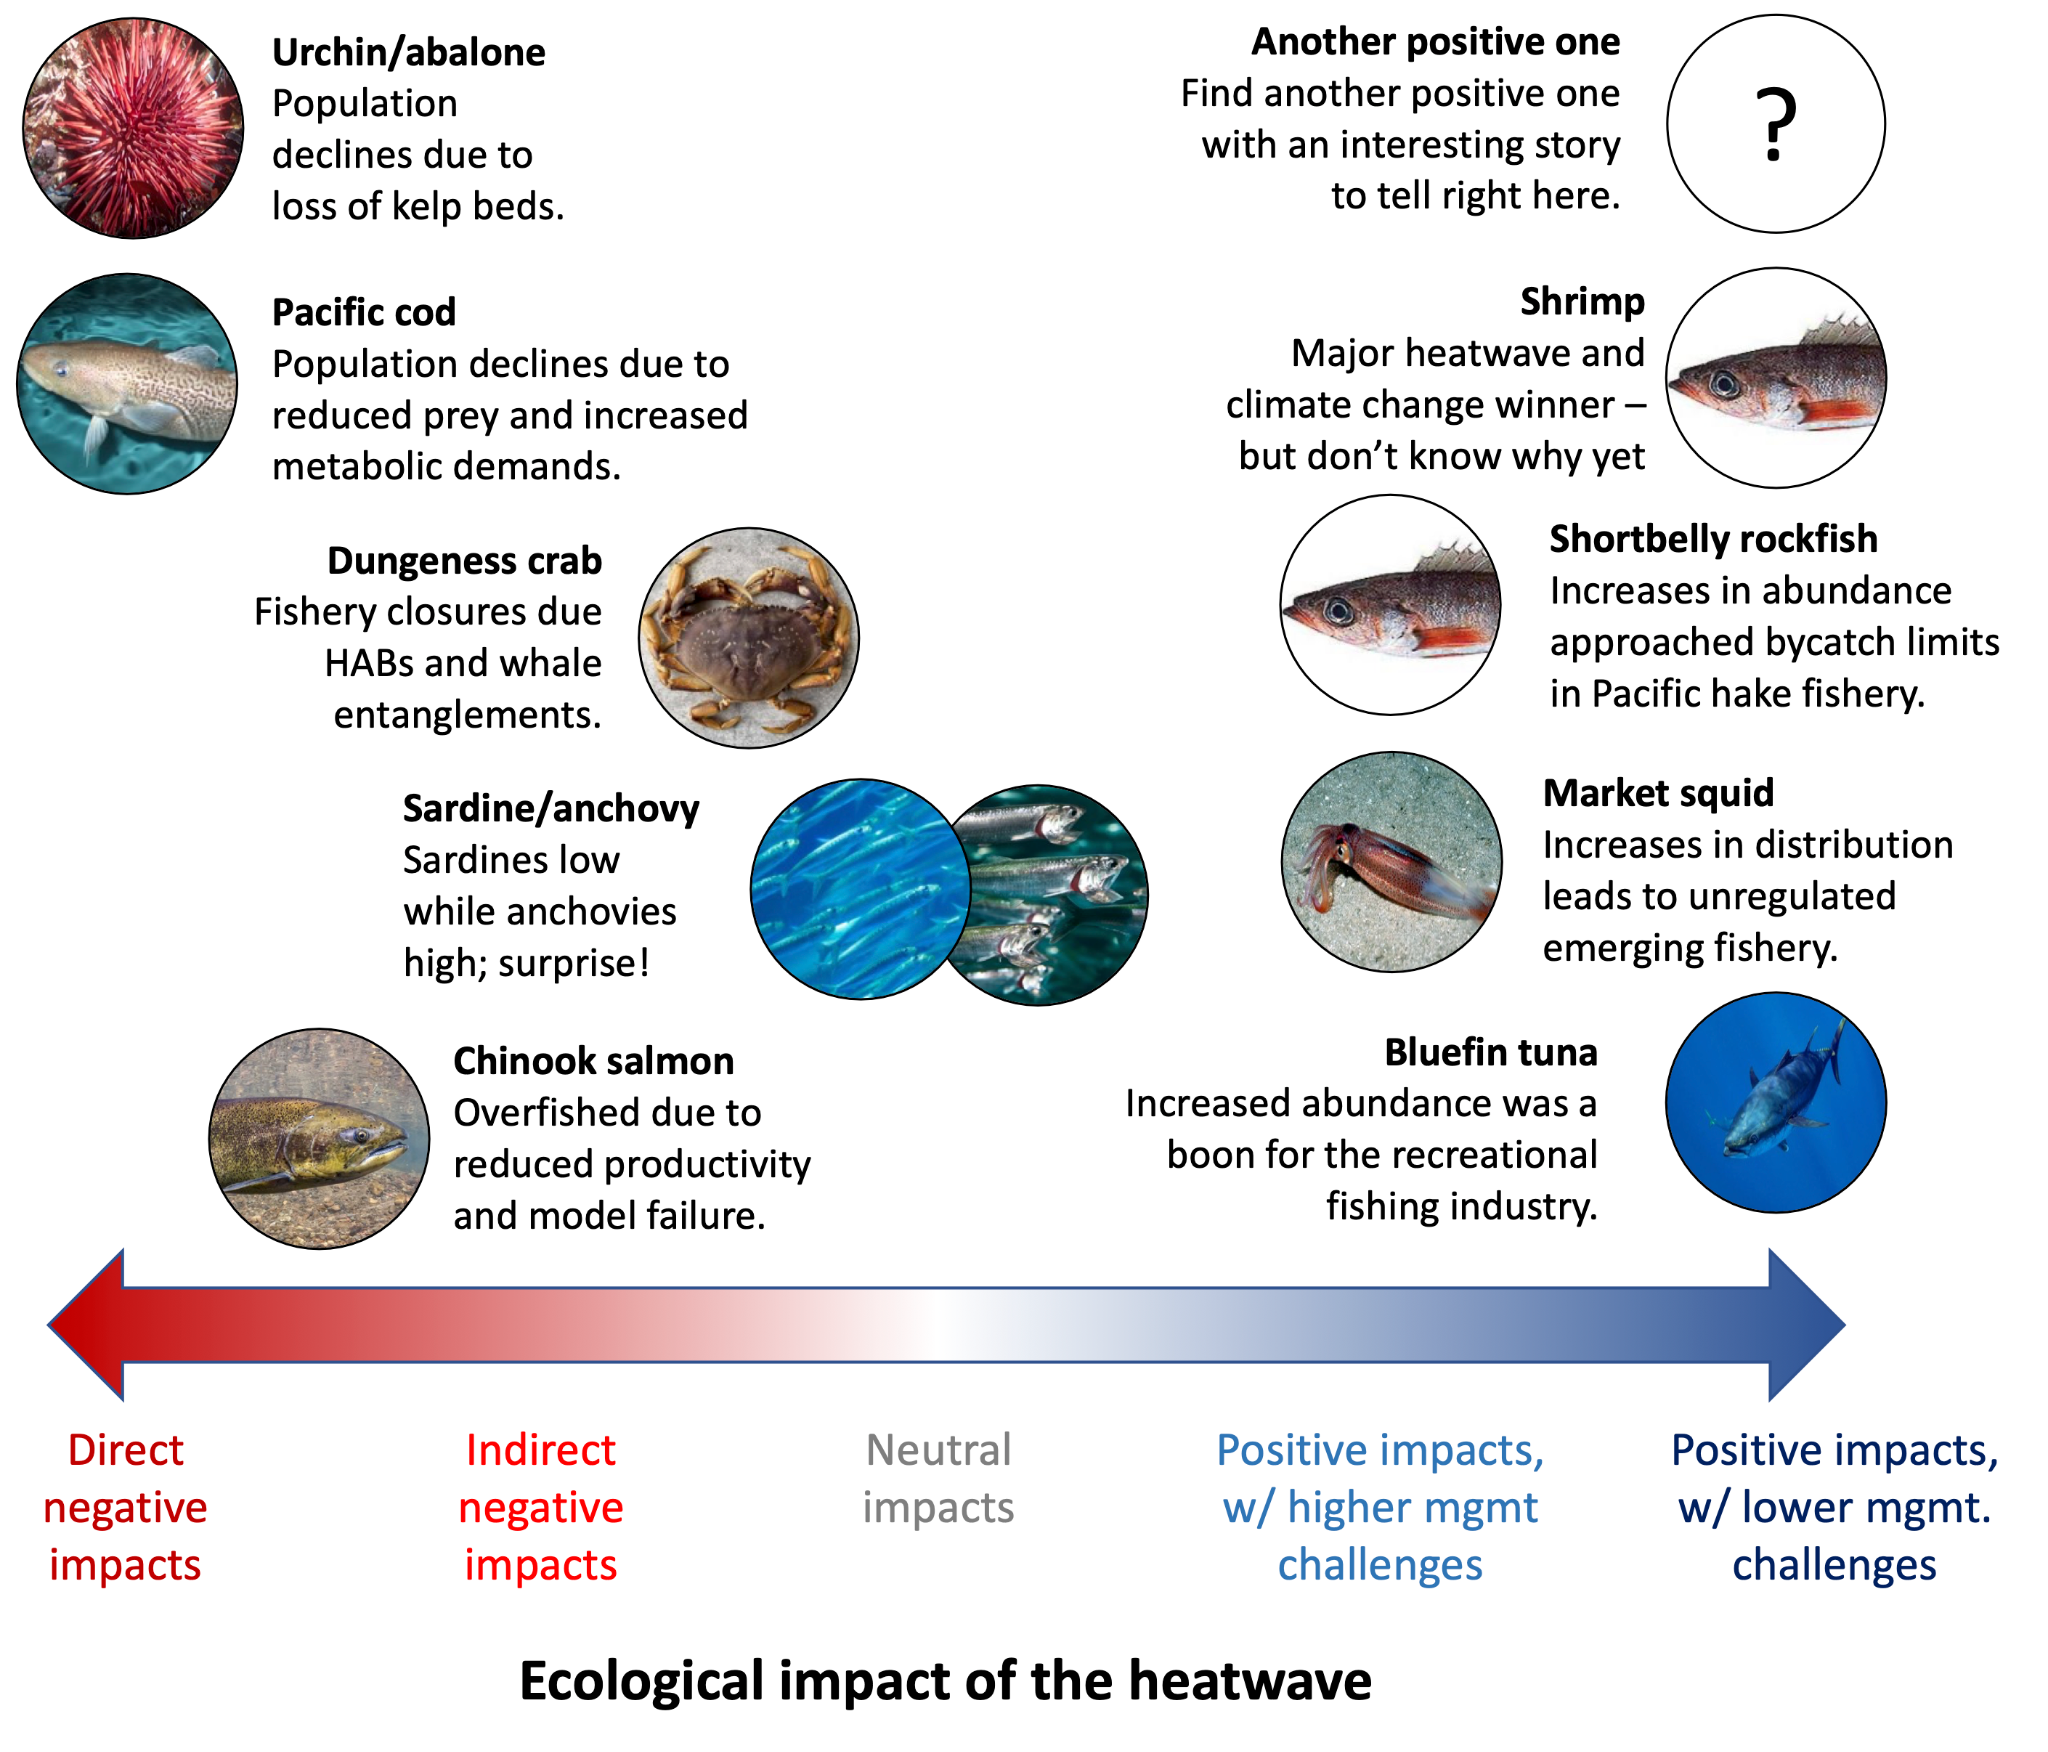 Urchin/abalone
Population
declines due to
loss of kelp beds.
Another positive one
Find another positive one
with an interesting story
to tell right here.
?
Pacific cod
Population declines due to
reduced prey and increased
metabolic demands.
Shrimp
Major heatwave and
climate change winner –
but don’t know why yet
Dungeness crab
Fishery closures due
HABs and whale
entanglements.
Shortbelly rockfish
Increases in abundance
approached bycatch limits
in Pacific hake fishery.
Sardine/anchovy
Sardines low
while anchovies
high; surprise!
Market squid
Increases in distribution
leads to unregulated
emerging fishery.
Chinook salmon
Overfished due to
reduced productivity
and model failure.
Bluefin tuna
Increased abundance was a
boon for the recreational
fishing industry.
Direct
negative
impacts
Indirect
negative
impacts
Neutral
impacts
Positive impacts,
w/ higher mgmt
challenges
Positive impacts,
w/ lower mgmt.
challenges
Ecological impact of the heatwave